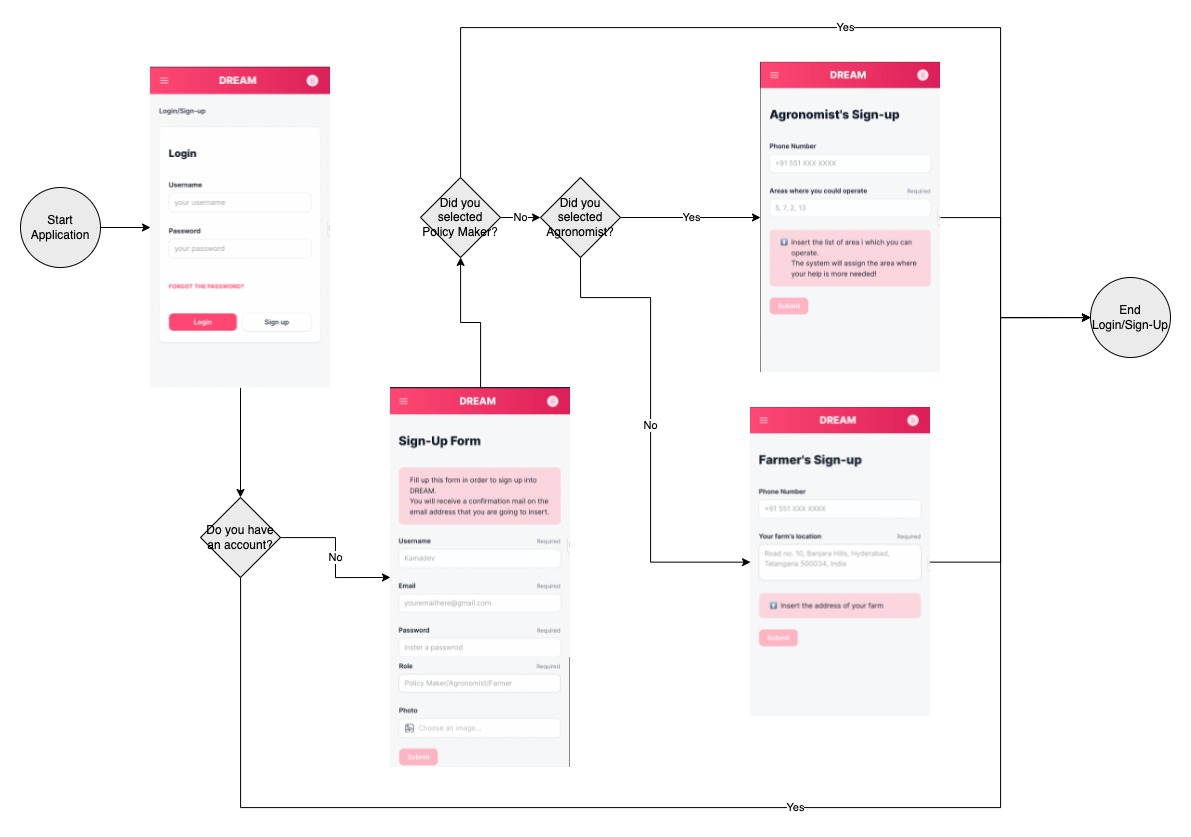 Yes
DREAM
Login/Sign-up
Login
Username
your username
Password
your password
FORGOT THE PASSWORD?
Login
Sign up
Start
Application
Did you
selected
Policy Maker?
No
Did you
selected
Agronomist?
Yes
DREAM
Agronomist's Sign-up
Phone Number
+91 551 XXX XXXX
Areas where you could operate
Required
5, 7, 2, 13
Insert the list of area i which you can
operate.
The system will assign the area where
your help is more needed!
Submit
End
Login/Sign-Up
No
DREAM
Farmer's Sign-up
Phone Number
+91 551 XXX XXXX
Your farm's location
Required
Road no. 10, Banjara Hills, Hyderabad,
Telangana 500034, India
Insert the address of your farm
Submit
Do you have
an account?
No
DREAM
Sign-Up Form
Fill up this form in order to sign up into
DREAM.
You will receive a confirmation mail on the
email address that you are going to insert.
Username
Required
Kamadev
Email
Required
youremailhere@gmail.com
Password
Required
Inster a passwrod
Role
Required
Policy Maker/Agronomist/Farmer
Photo
Choose an image...
Submit
Yes